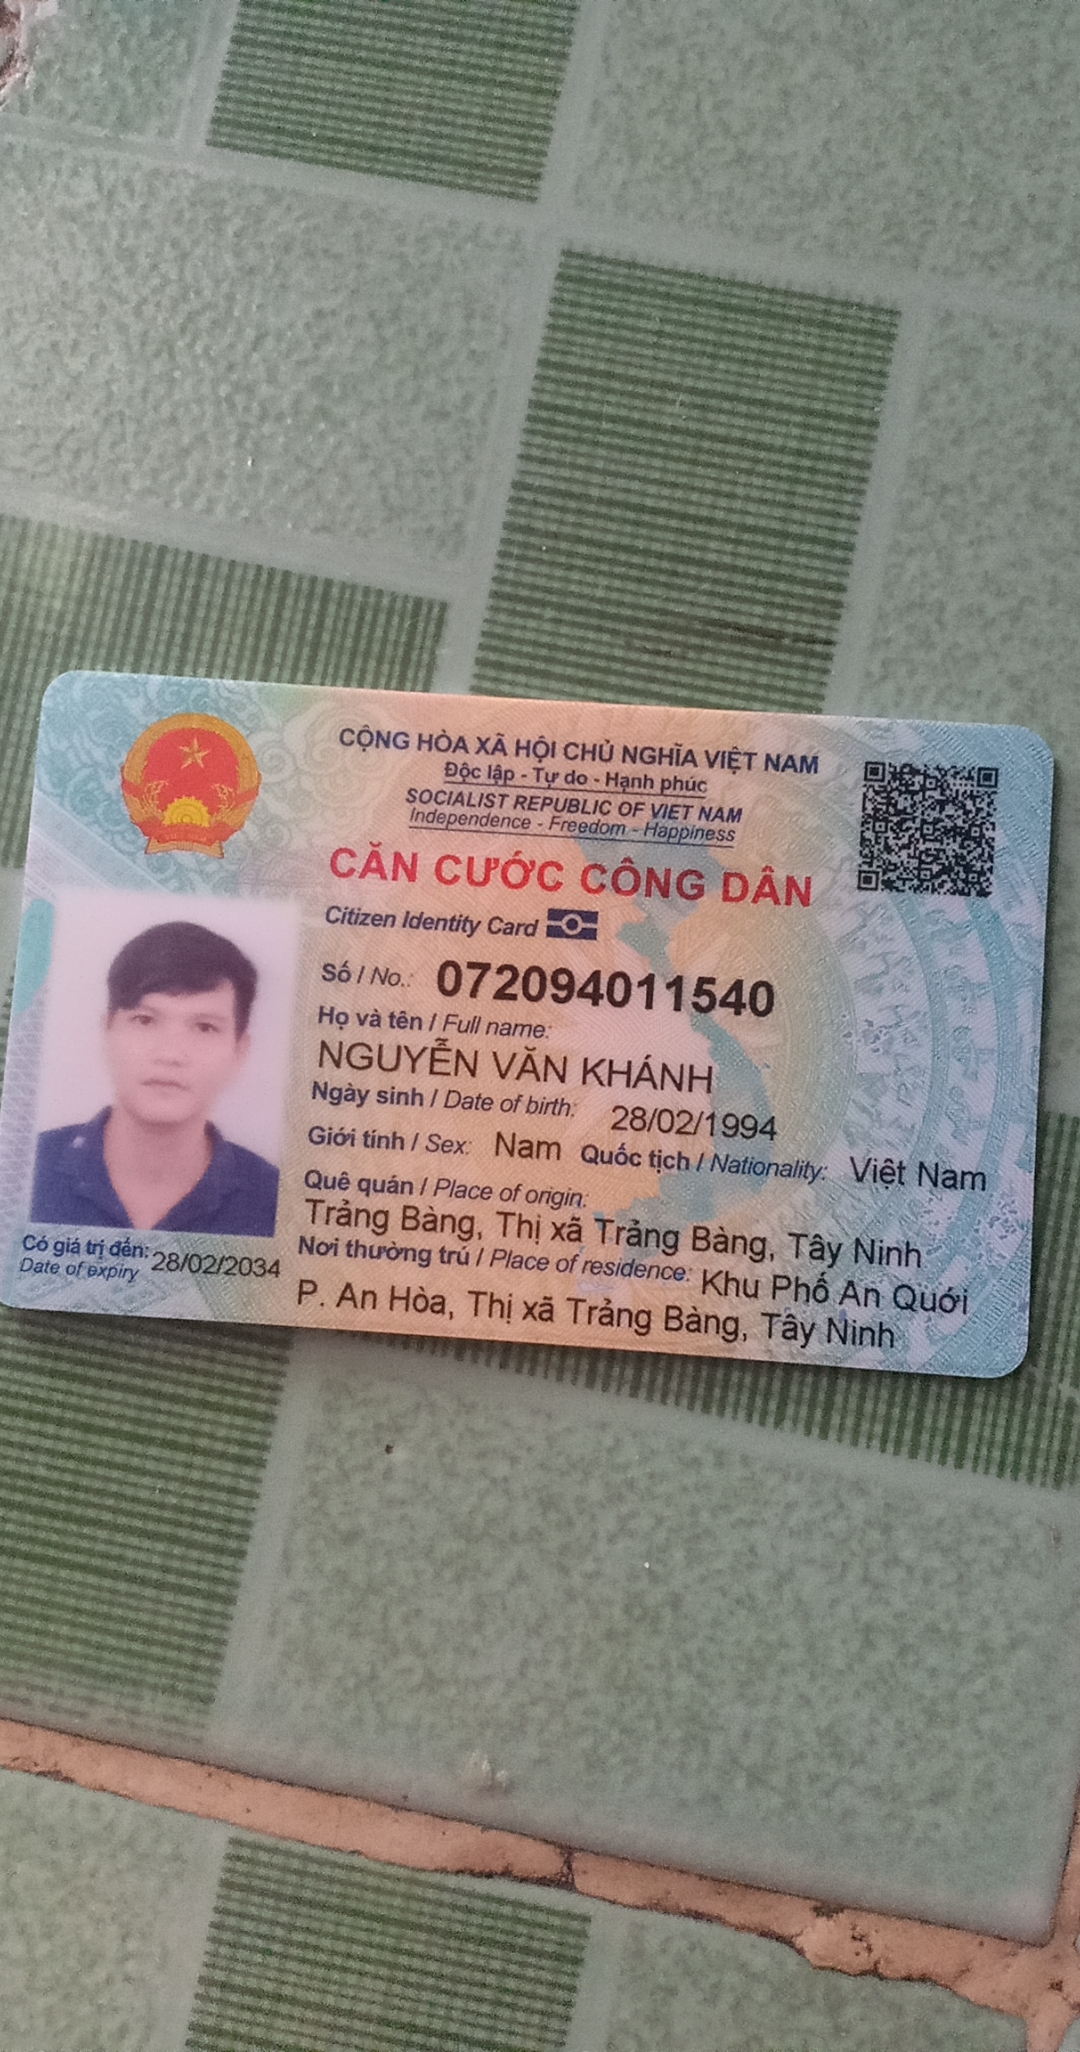 CỘNG HÒA XÃ HỘI CHỦ NGHĨA VIỆT NAM
Độc lập - Tự do - Hạnh phúc
SOCIALIST REPUBLIC OF VIET NAM
Independence - Freedom - Happiness
CĂN CƯỚC CÔNG DÂN
Citizen Identity Card
Số / No.: 072094011540
Họ và tên / Full name:
NGUYỄN VĂN KHÁNH
Ngày sinh / Date of birth: 28/02/1994
Giới tính / Sex: Nam Quốc tịch / Nationality: Việt Nam
Quê quán / Place of origin:
Trảng Bàng, Thị xã Trảng Bàng, Tây Ninh
Nơi thường trú / Place of residence: Khu Phố An Quới
P. An Hòa, Thị xã Trảng Bàng, Tây Ninh
Có giá trị đến: 28/02/2034
Date of expiry